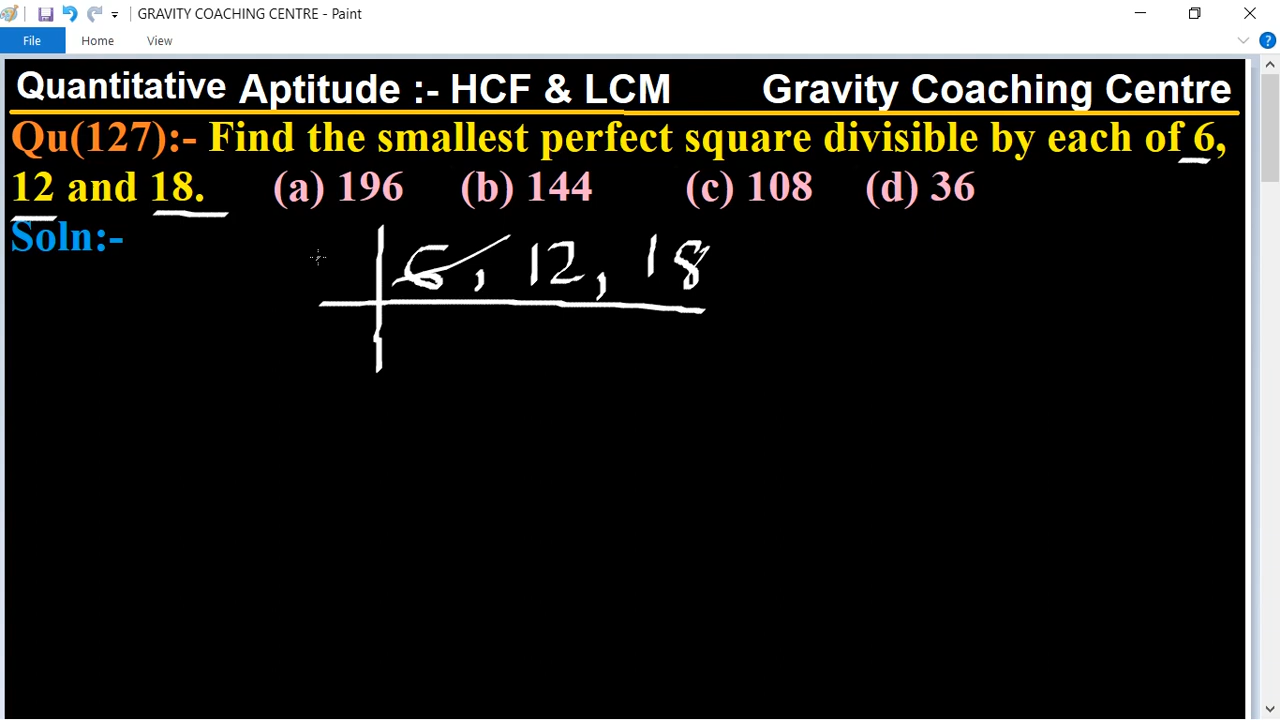 GRAVITY COACHING CENTRE - Paint
File Home View
Quantitative Aptitude :- HCF & LCM Gravity Coaching Centre
Qu(127):- Find the smallest perfect square divisible by each of 6,
12 and 18. (a) 196 (b) 144 (c) 108 (d) 36
Soln:-
6, 12, 18